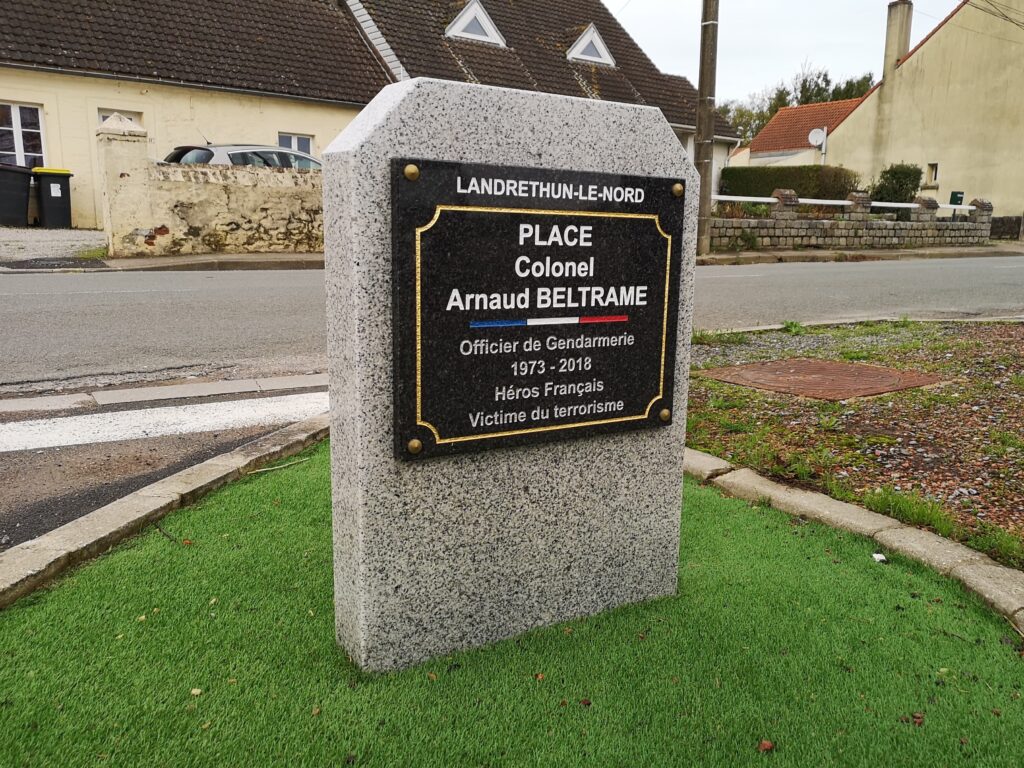 LANDRETHUN-LE-NORD
PLACE
Colonel
Arnaud BELTRAME
Officier de Gendarmerie
1973 - 2018
Héros Français
Victime du terrorisme